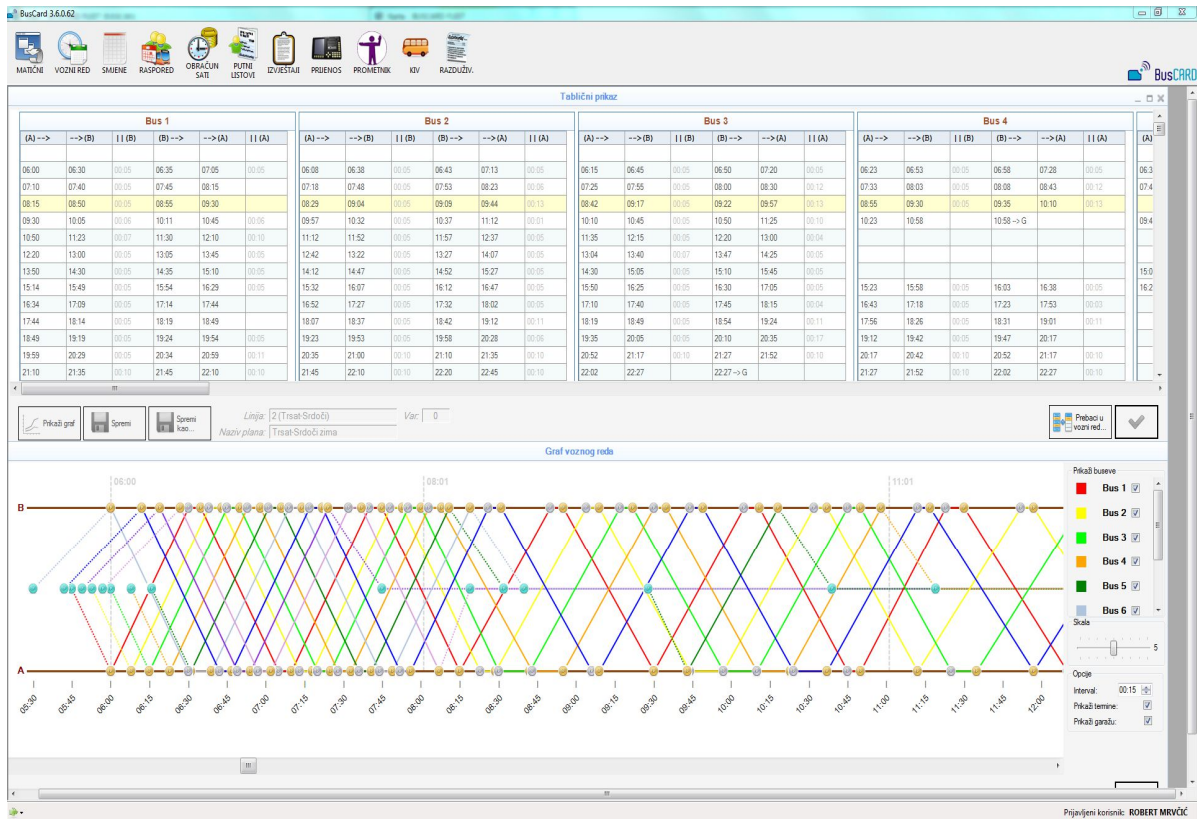 BusCard 3.6.0.62
MATIČNI VOZNI RED SMJENE RASPORED OBRAČUN SATI PUTNI LISTOVI IZVJEŠTAJI PRIJENOS PROMETNIK KIV RAZDUŽIV.
BusCARD
Tablični prikaz
Bus 1 Bus 2 Bus 3 Bus 4
(A) --> --> (B) | | (B) (B) --> --> (A) | | (A) (A) --> --> (B) | | (B) (B) --> --> (A) | | (A) (A) --> --> (B) | | (B) (B) --> --> (A) | | (A) (A) --> --> (B) | | (B) (B) --> --> (A) | | (A) (A)
06:00 06:30 00:05 06:35 07:05 00:05 06:08 06:38 00:05 06:43 07:13 00:05 06:15 06:45 00:05 06:50 07:20 00:05 06:23 06:53 00:05 06:58 07:28 00:05 06:3
07:10 07:40 00:05 07:45 08:15 07:18 07:48 00:05 07:53 08:23 00:06 07:25 07:55 00:05 08:00 08:30 00:12 07:33 08:03 00:05 08:08 08:43 00:12 07:4
08:15 08:50 00:05 08:55 09:30 08:29 09:04 00:05 09:09 09:44 00:13 08:42 09:17 00:05 09:22 09:57 00:13 08:55 09:30 00:05 09:35 10:10 00:13
09:30 10:05 00:06 10:11 10:45 00:06 09:57 10:32 00:05 10:37 11:12 00:01 10:10 10:45 00:05 10:50 11:25 00:10 10:23 10:58 10:58 --> G 09:4
10:50 11:23 00:07 11:30 12:10 00:10 11:12 11:52 00:05 11:57 12:37 00:05 11:35 12:15 00:05 12:20 13:00 00:04
12:20 13:00 00:05 13:05 13:45 00:05 12:42 13:22 00:05 13:27 14:07 00:05 13:04 13:40 00:07 13:47 14:25 00:05
13:50 14:30 00:05 14:35 15:10 00:05 14:12 14:47 00:05 14:52 15:27 00:05 14:30 15:05 00:05 15:10 15:45 00:05 15:0
15:14 15:49 00:05 15:54 16:29 00:05 15:32 16:07 00:05 16:12 16:47 00:05 15:50 16:25 00:05 16:30 17:05 00:05 15:23 15:58 00:05 16:03 16:38 00:05 16:2
16:34 17:09 00:05 17:14 17:44 16:52 17:27 00:05 17:32 18:02 00:05 17:10 17:40 00:05 17:45 18:15 00:04 16:43 17:18 00:05 17:23 17:53 00:03
17:44 18:14 00:05 18:19 18:49 18:07 18:37 00:05 18:42 19:12 00:11 18:19 18:49 00:05 18:54 19:24 00:11 17:56 18:26 00:05 18:31 19:01 00:11
18:49 19:19 00:05 19:24 19:54 00:05 19:23 19:53 00:05 19:58 20:28 00:06 19:35 20:05 00:05 20:10 20:35 00:17 19:12 19:42 00:05 19:47 20:17
19:59 20:29 00:05 20:34 20:59 00:11 20:35 21:00 00:10 21:10 21:35 00:10 20:52 21:17 00:10 21:27 21:52 00:10 20:17 20:42 00:10 20:52 21:17 00:10
21:10 21:35 00:10 21:45 22:10 00:10 21:45 22:10 00:10 22:20 22:45 00:10 22:02 22:27 22:27 --> G 21:27 21:52 00:10 22:02 22:27 00:10
Prikaži graf Spremi Spremi kao... Linija: 2 (Trsat-Srdoči) Var: 0 Prebaci u vozni red...
Naziv plana: Trsat-Srdoči zima
Graf voznog reda
06:00 08:01 11:01
Prikaži buseve
Bus 1
B
Bus 2
Bus 3
Bus 4
Bus 5
Bus 6
Skala
5
A
Opcije
05:30 05:45 06:00 06:15 06:30 06:45 07:00 07:15 07:30 07:45 08:00 08:15 08:30 08:45 09:00 09:15 09:30 09:45 10:00 10:15 10:30 10:45 11:00 11:15 11:30 11:45 12:00
Interval: 00:15
Prikaži termine:
Prikaži garažu:
Prijavljeni korisnik: ROBERT MRVČIĆ